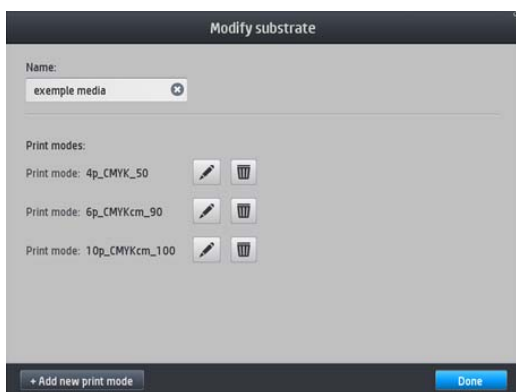 Modify substrate
Name:
exemple media
Print modes:
Print mode: 4p_CMYK_50
Print mode: 6p_CMYKcm_90
Print mode: 10p_CMYKcm_100
+ Add new print mode
Done